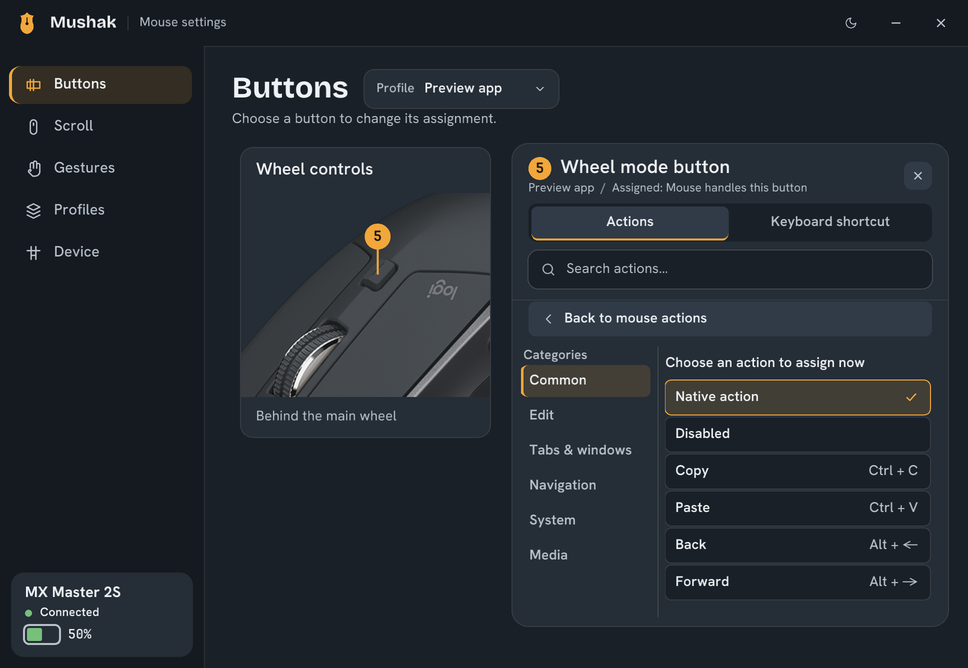 Mushak
Mouse settings
Buttons
Scroll
Gestures
Profiles
Device
MX Master 2S
Connected
50%
Buttons
Profile Preview app
Choose a button to change its assignment.
Wheel controls
5
logi
Behind the main wheel
5 Wheel mode button
Preview app / Assigned: Mouse handles this button
Actions
Keyboard shortcut
Search actions...
Back to mouse actions
Categories
Common
Edit
Tabs & windows
Navigation
System
Media
Choose an action to assign now
Native action
Disabled
Copy Ctrl + C
Paste Ctrl + V
Back Alt + ←
Forward Alt + →